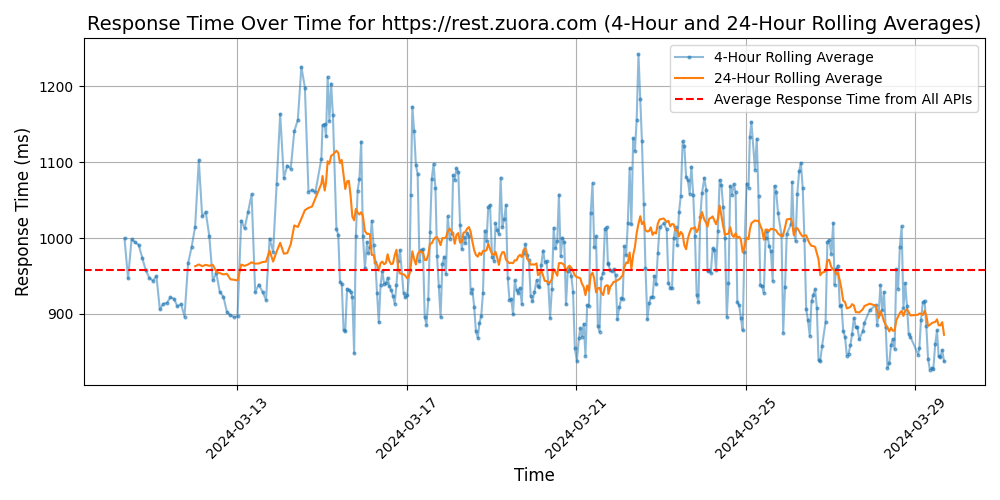 Response Time Over Time for https://rest.zuora.com (4-Hour and 24-Hour Rolling Averages)
4-Hour Rolling Average
24-Hour Rolling Average
Average Response Time from All APIs
Response Time (ms)
1200
1100
1000
900
2024-03-13
2024-03-17
2024-03-21
2024-03-25
2024-03-29
Time